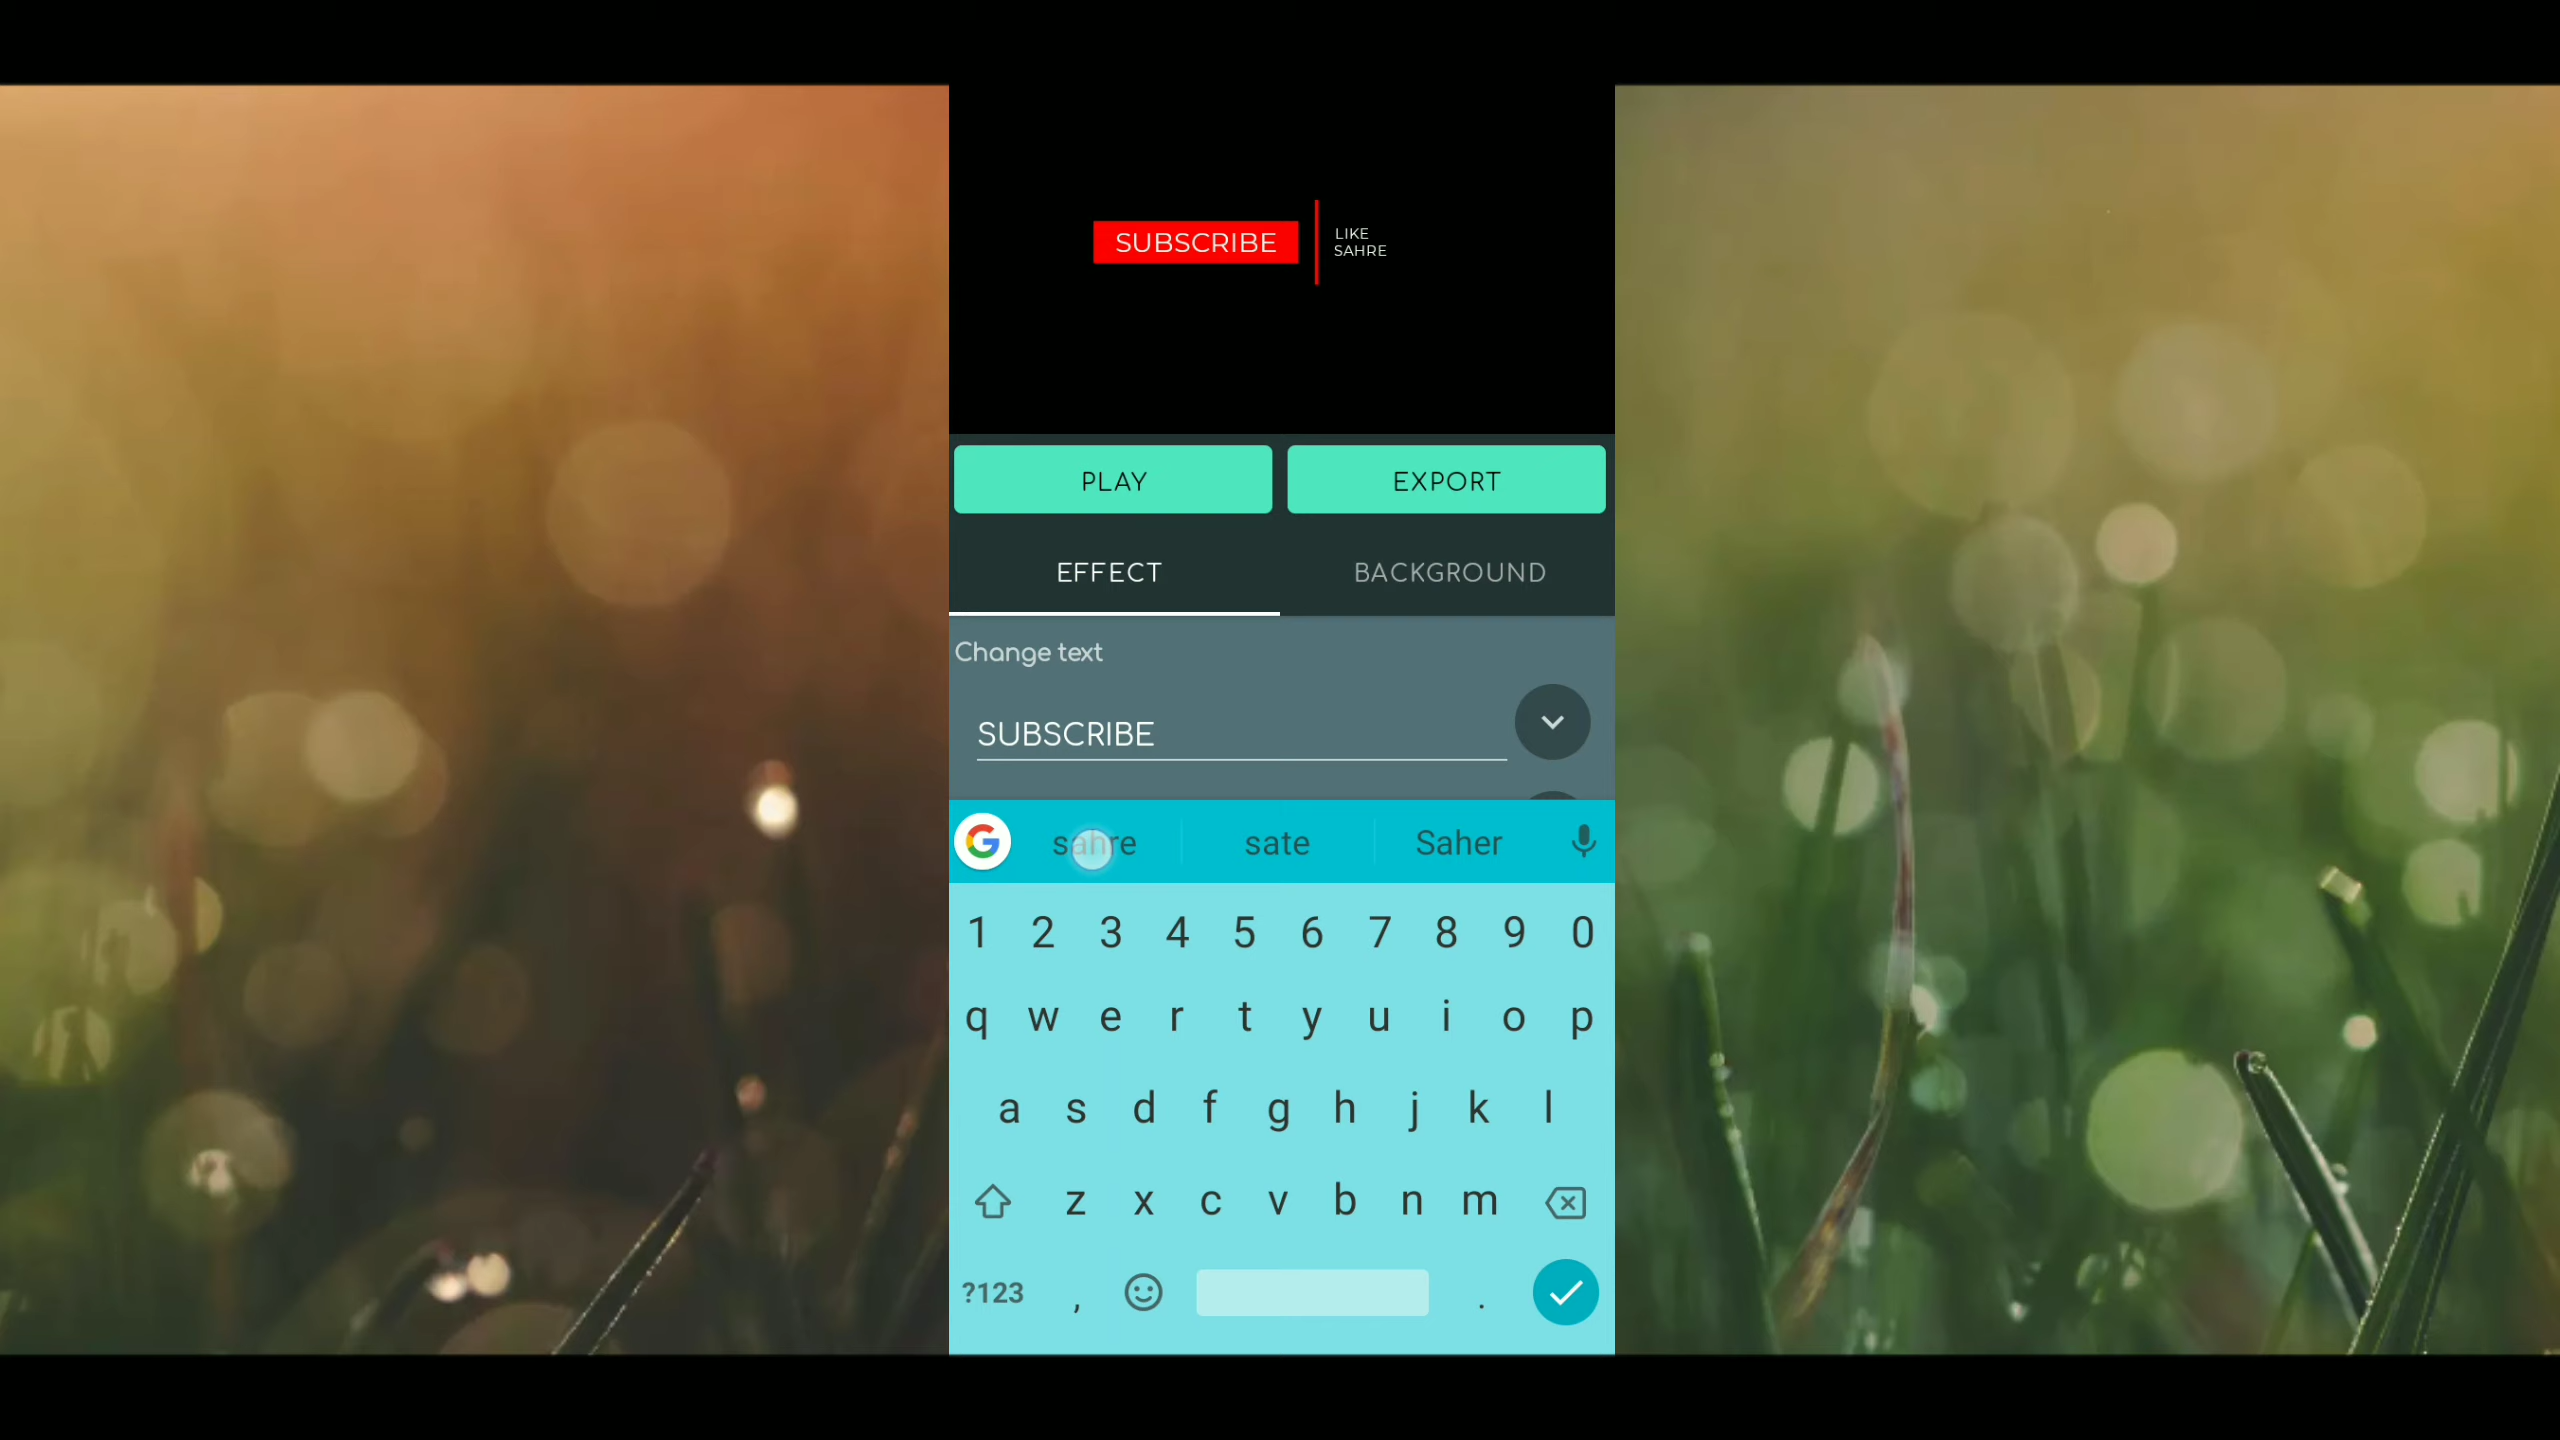 SUBSCRIBE
LIKE
SAHRE
PLAY EXPORT
EFFECT BACKGROUND
Change text
SUBSCRIBE
sahre sate Saher
1 2 3 4 5 6 7 8 9 0
q w e r t y u i o p
a s d f g h j k l
z x c v b n m
?123 , .